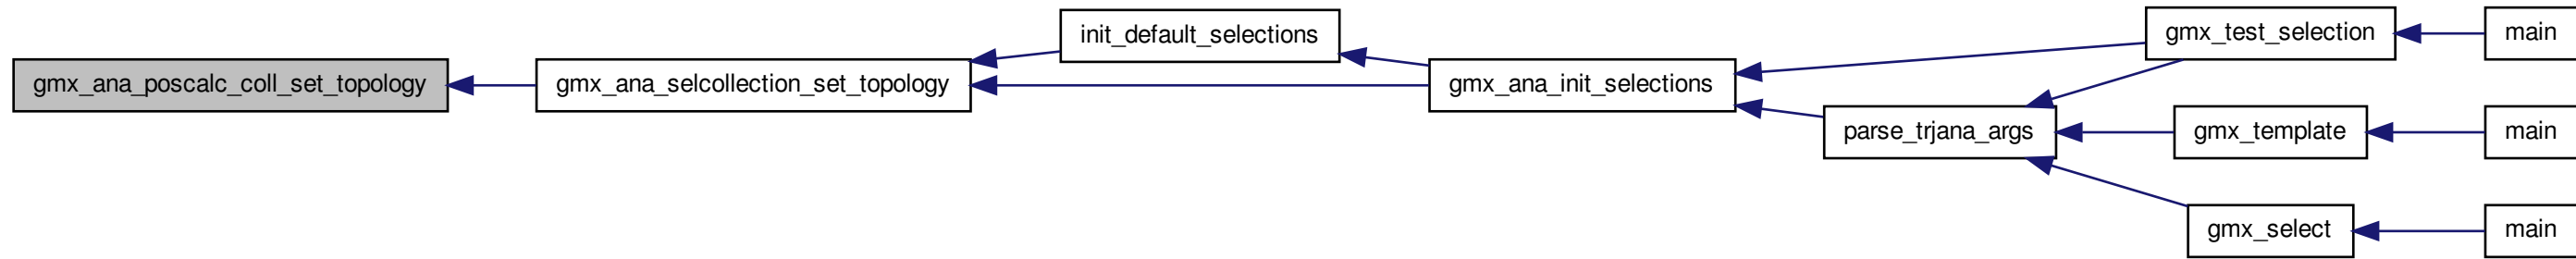 gmx_ana_poscalc_coll_set_topology
gmx_ana_selcollection_set_topology
init_default_selections
gmx_ana_init_selections
parse_trjana_args
gmx_test_selection
main
gmx_template
main
gmx_select
main